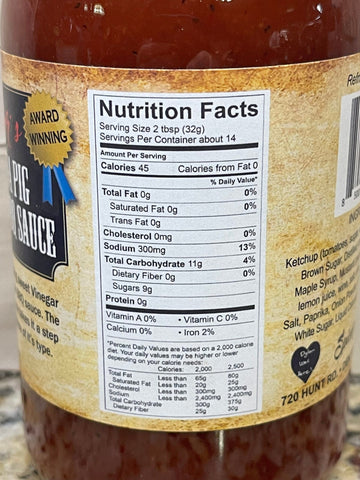 AWARD
WINNING
PIG
SAUCE
Vinegar
sauce. The
it a step
it's type.
Nutrition Facts
Serving Size 2 tbsp (32g)
Servings Per Container about 14
Amount Per Serving
Calories 45 Calories from Fat 0
% Daily Value*
Total Fat 0g 0%
Saturated Fat 0g 0%
Trans Fat 0g
Cholesterol 0mg 0%
Sodium 300mg 13%
Total Carbohydrate 11g 4%
Dietary Fiber 0g 0%
Sugars 9g
Protein 0g
Vitamin A 0% • Vitamin C 0%
Calcium 0% • Iron 2%
*Percent Daily Values are based on a 2,000 calorie
diet. Your daily values may be higher or lower
depending on your calorie needs.
Calories: 2,000 2,500
Total Fat Less than 65g 80g
Saturated Fat Less than 20g 25g
Cholesterol Less than 300mg 300mg
Sodium Less than 2,400mg 2,400mg
Total Carbohydrate 300g 375g
Dietary Fiber 25g 30g
8
Ketchup (tomatoes,
Brown Sugar,
Maple Syrup,
lemon juice,
Salt, Paprika,
White Sugar,
720 HUNT